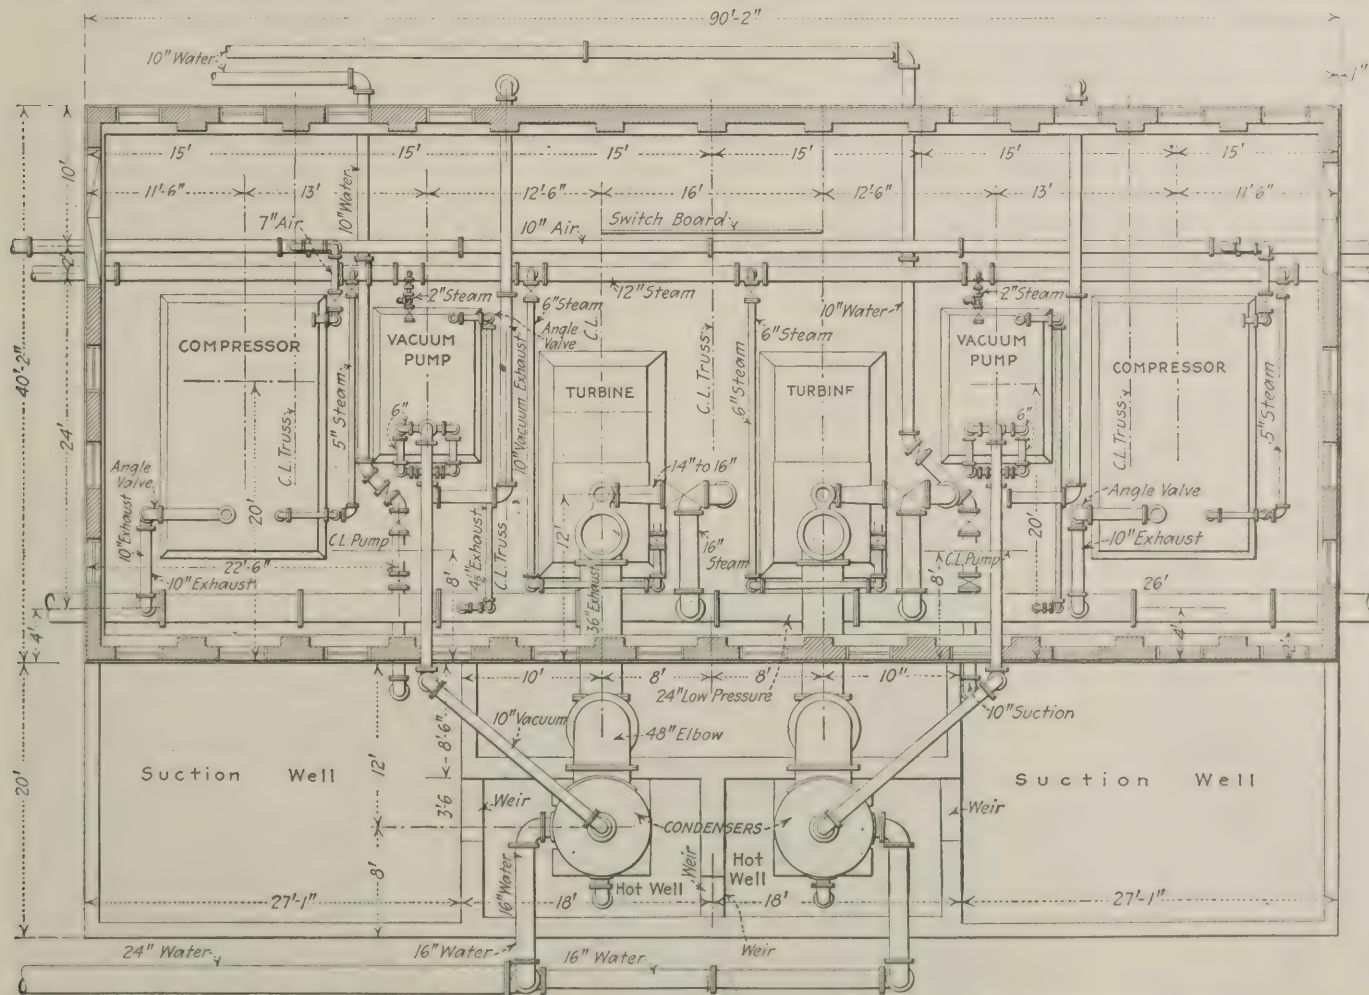 90'-2"
10" Water
1"
15' 15' 15' 15' 15' 15'
10'
11'-6" 13' 12'-6" 16' 12'-6" 13' 11'-6"
10" Water
7" Air
10" Air
Switch Board
2'
2" Steam
6" Steam
12" Steam
10" Water
2" Steam
Angle
Valve
C.L.
6" Steam
COMPRESSOR
VACUUM
PUMP
VACUUM
PUMP
COMPRESSOR
40'-2"
5" Steam
10" Vacuum Exhaust
TURBINE
C.L. Truss
6" Steam
TURBINE
5" Steam
C.L. Truss
C.L. Truss
24'
6"
6"
Angle
Valve
14" to 16"
Angle Valve
10" Exhaust
20'
12'
20'
C.L. Pump
4½" Exhaust
C.L. Truss
16"
Steam
C.L. Pump
10" Exhaust
22'-6"
8'
8'
10" Exhaust
36" Exhaust
26'
4'
4'
2'
10' 8' 8' 10"
24" Low Pressure
10" Suction
10" Vacuum
48" Elbow
8'-6"
12'
Suction Well
Suction Well
20'
3'-6
Weir
CONDENSERS
Weir
8'
16" Water
Hot Well
Weir
Hot
Well
27'-1" 18' 18' 27'-1"
24" Water
16" Water
16" Water
Weir